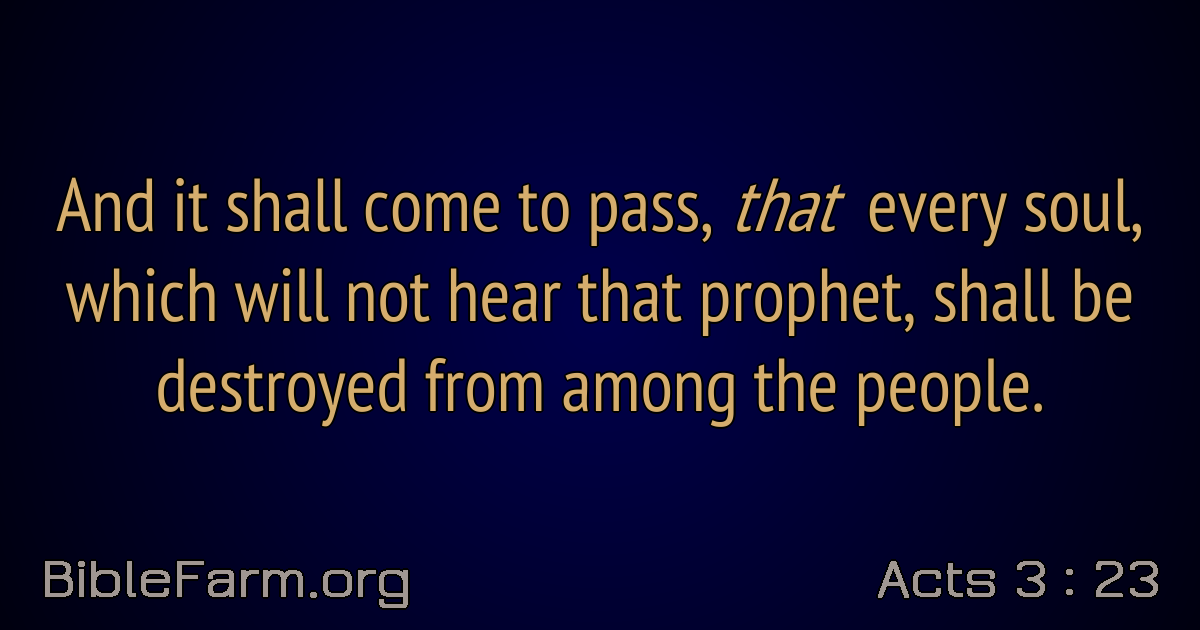 And it shall come to pass, that every soul,
which will not hear that prophet, shall be
destroyed from among the people.
BibleFarm.org
Acts 3 : 23